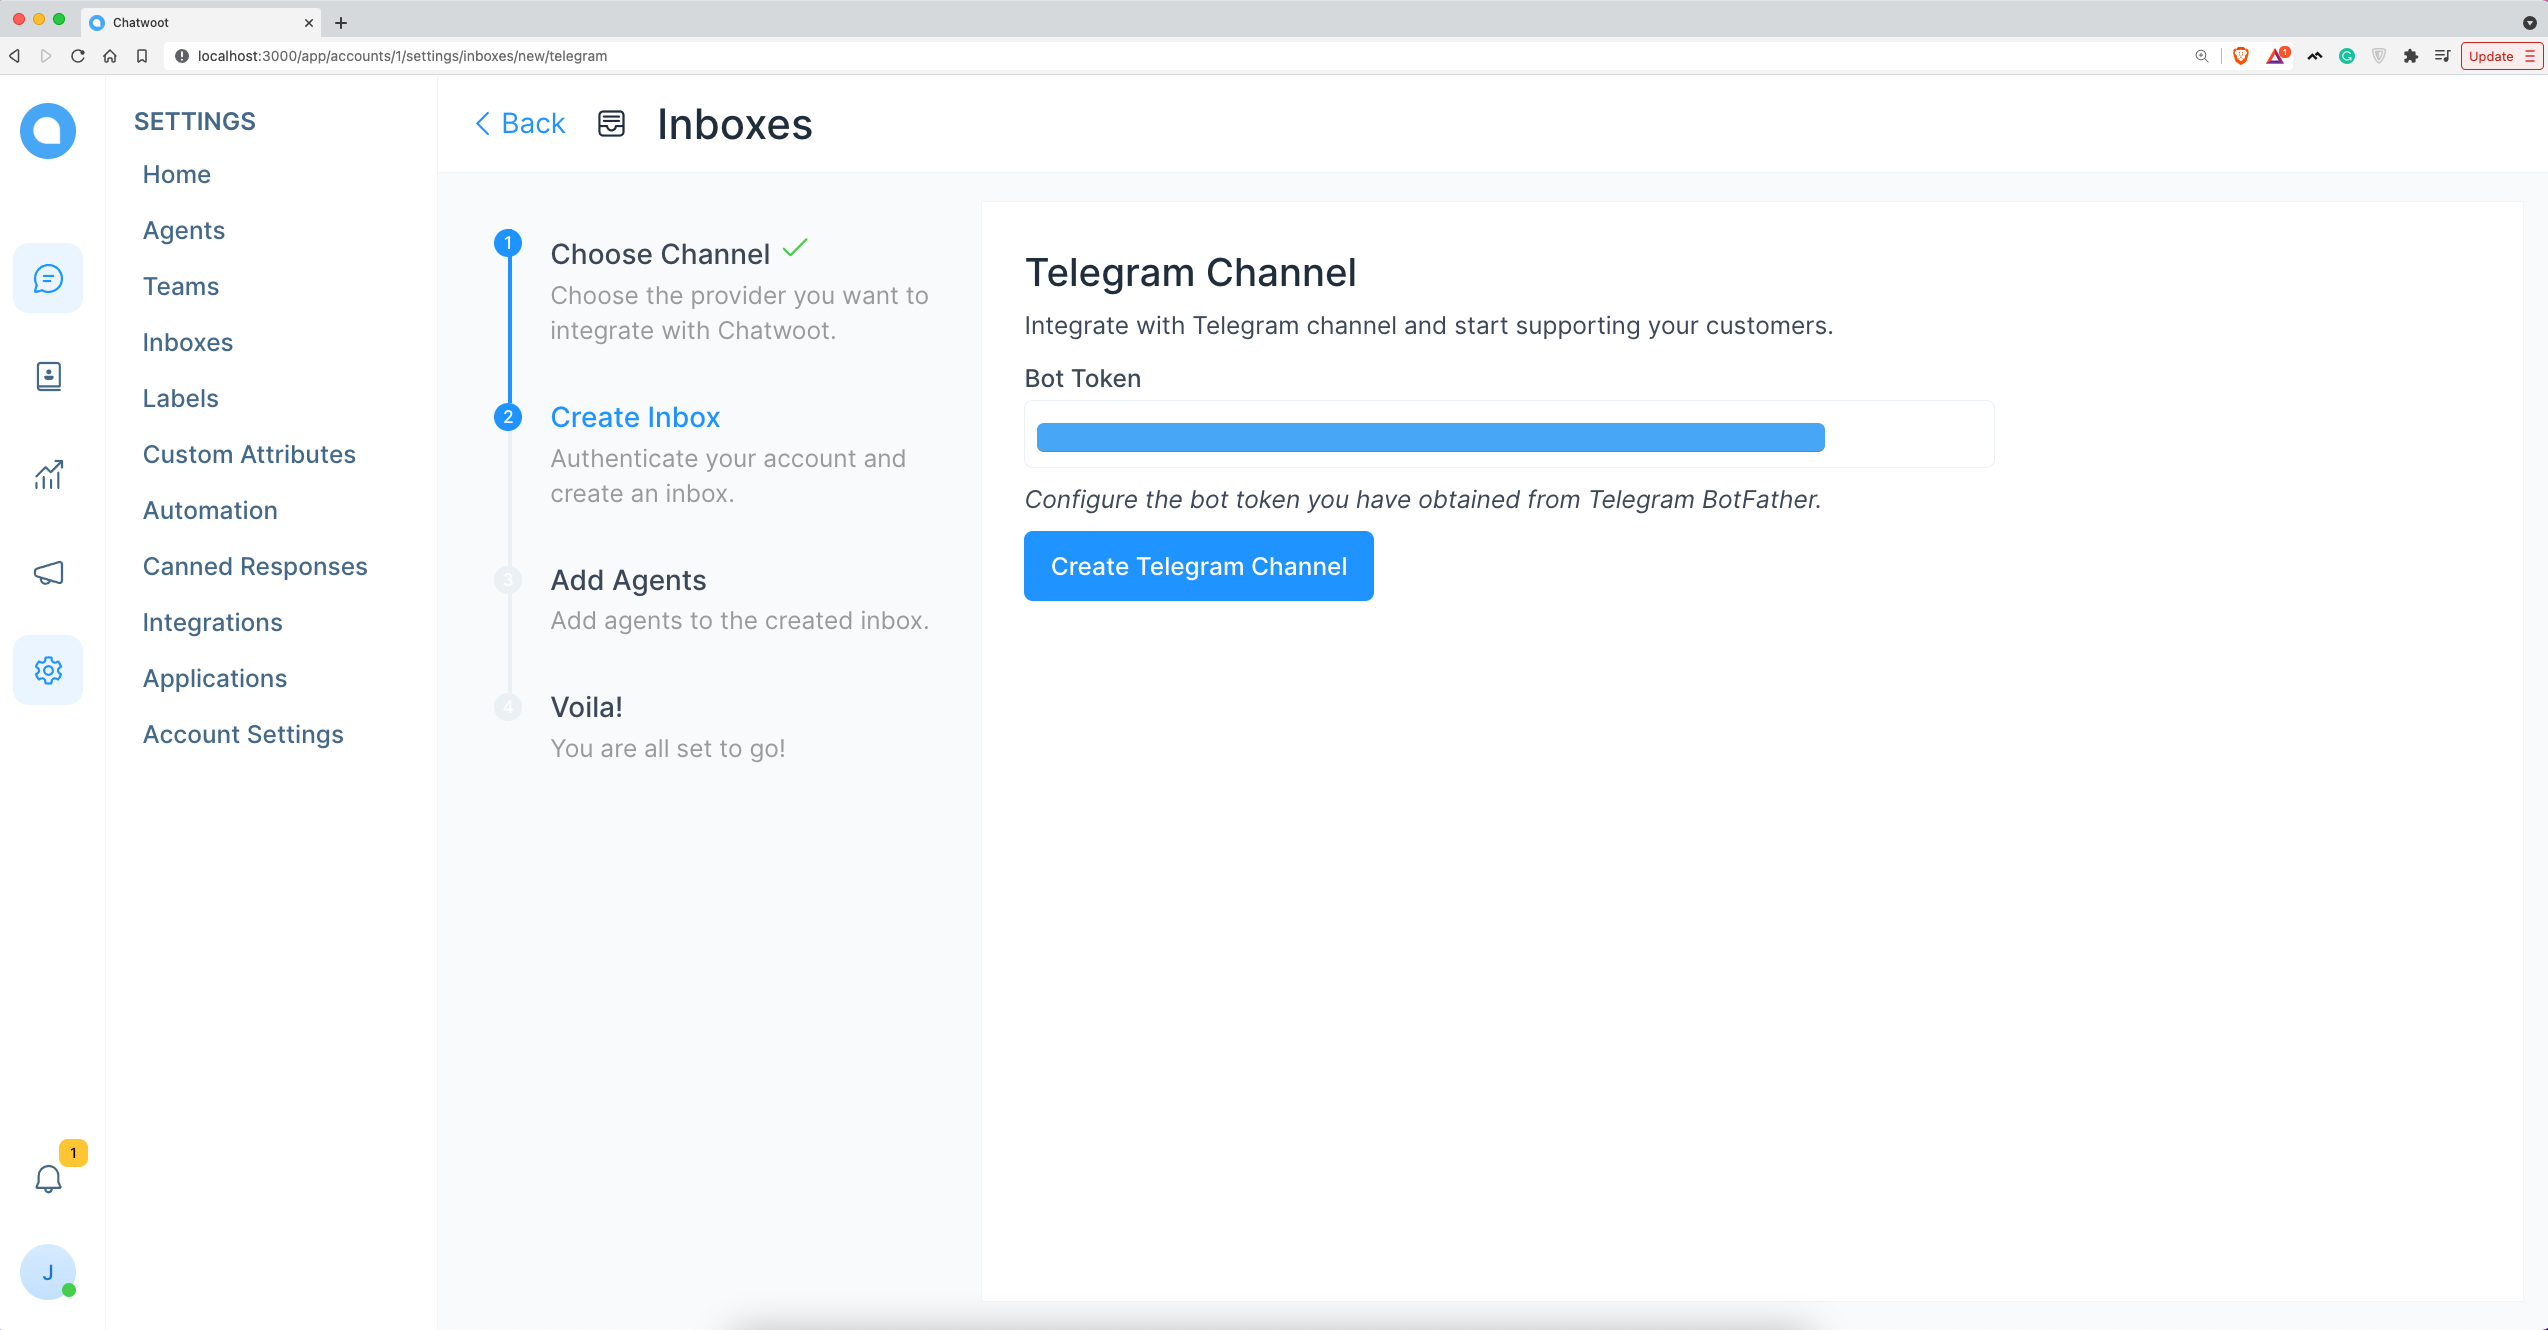 Chatwoot
localhost:3000/app/accounts/1/settings/inboxes/new/telegram
1
Update
SETTINGS
Home
Agents
Teams
Inboxes
Labels
Custom Attributes
Automation
Canned Responses
Integrations
Applications
Account Settings
1
J
Back
Inboxes
1
Choose Channel
Choose the provider you want to
integrate with Chatwoot.
2
Create Inbox
Authenticate your account and
create an inbox.
3
Add Agents
Add agents to the created inbox.
4
Voila!
You are all set to go!
Telegram Channel
Integrate with Telegram channel and start supporting your customers.
Bot Token
Configure the bot token you have obtained from Telegram BotFather.
Create Telegram Channel